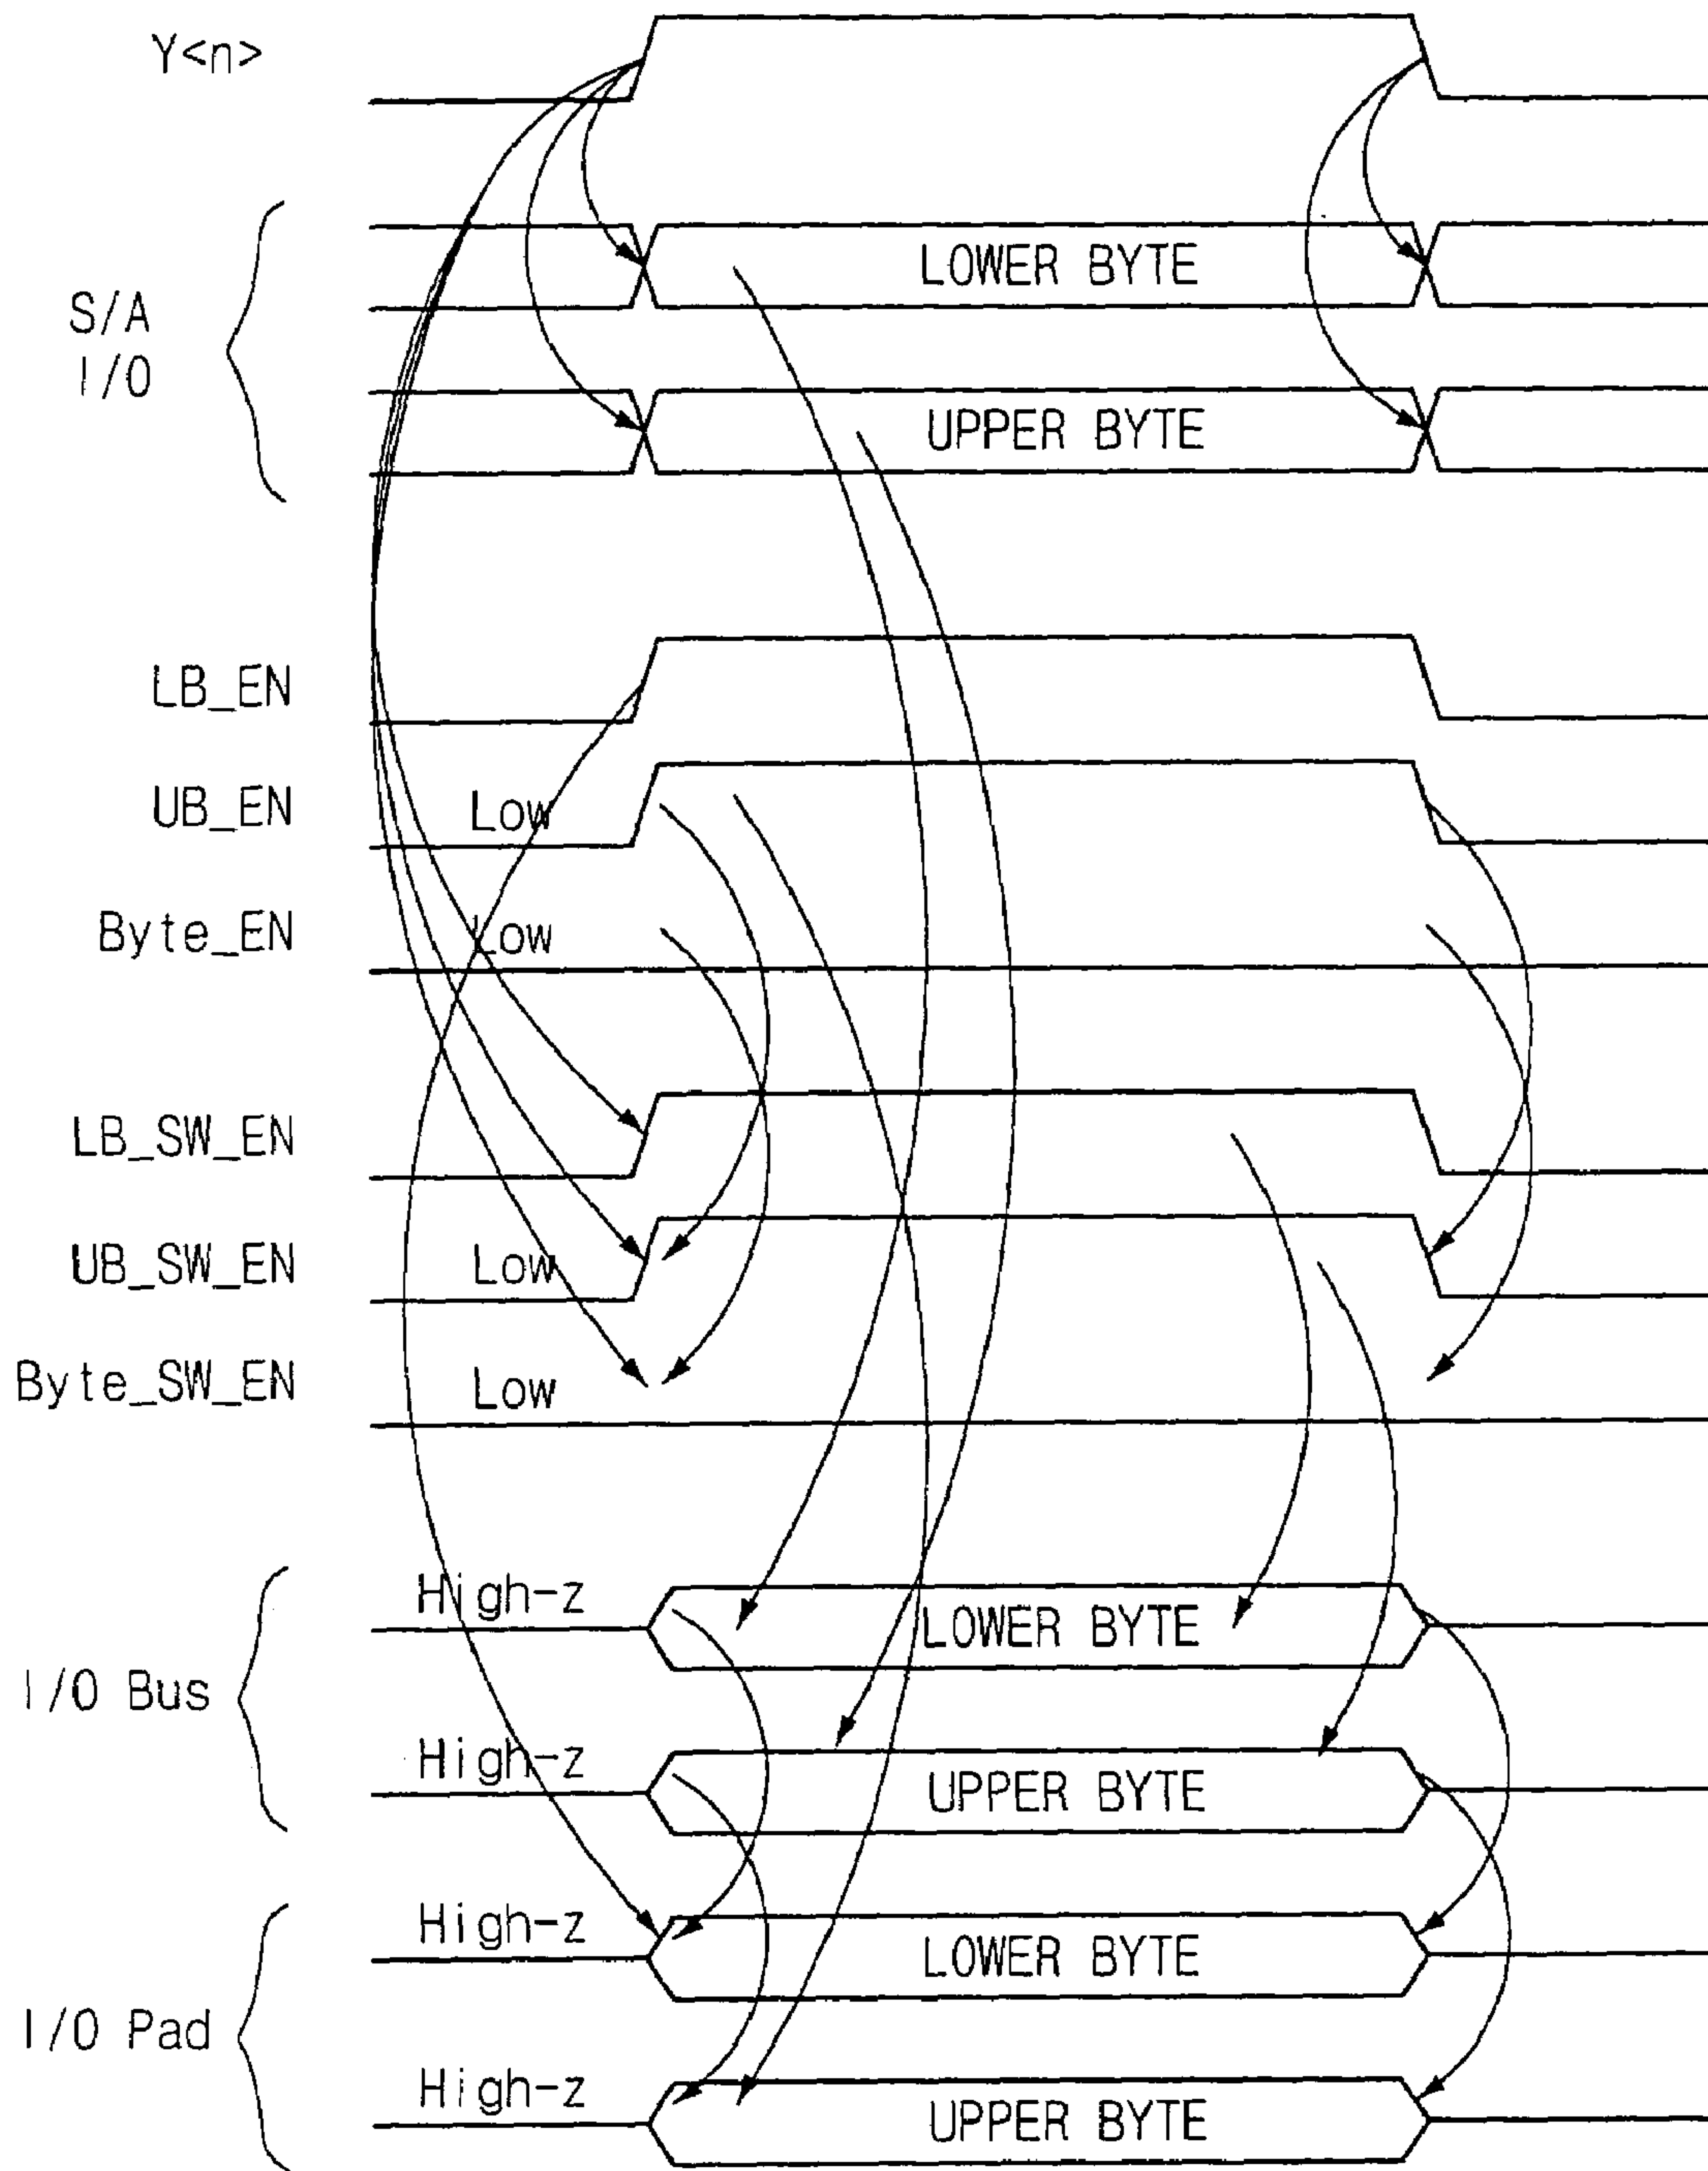 Y<n>
LOWER BYTE
S/A
I/O
UPPER BYTE
LB_EN
UB_EN Low
Byte_EN Low
LB_SW_EN
UB_SW_EN Low
Byte_SW_EN Low
High-z LOWER BYTE
I/O Bus
High-z UPPER BYTE
High-z LOWER BYTE
I/O Pad
High-z UPPER BYTE